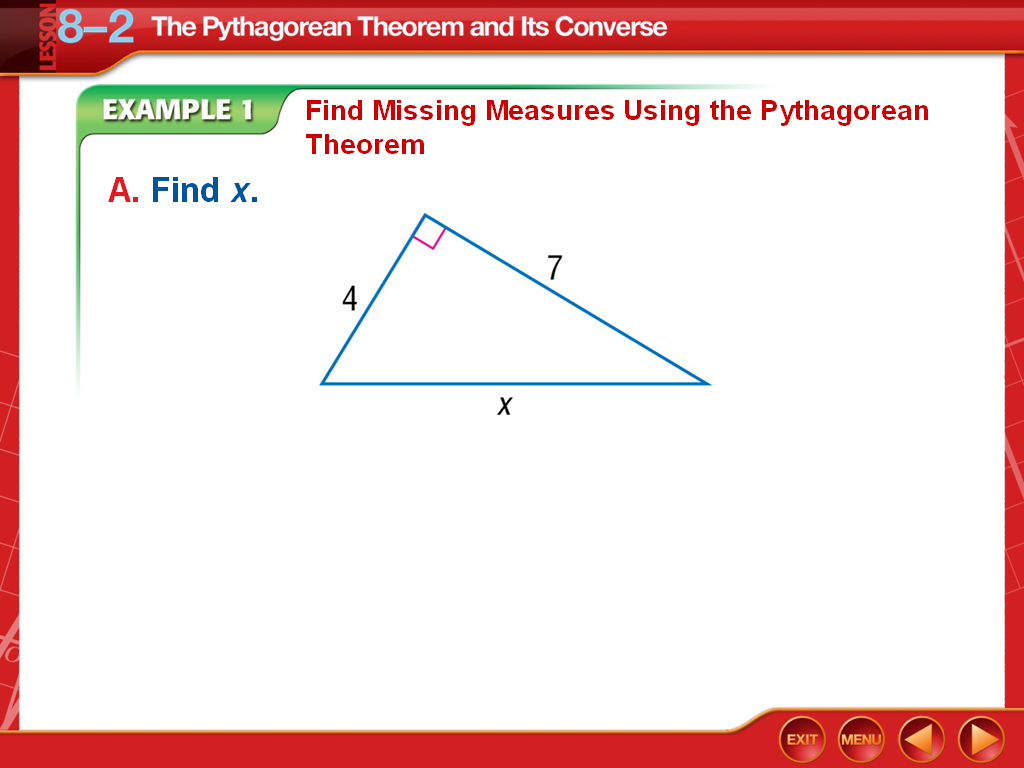 LESSON
8–2 The Pythagorean Theorem and Its Converse
EXAMPLE 1
Find Missing Measures Using the Pythagorean
Theorem
A. Find x.
7
4
x
EXIT MENU